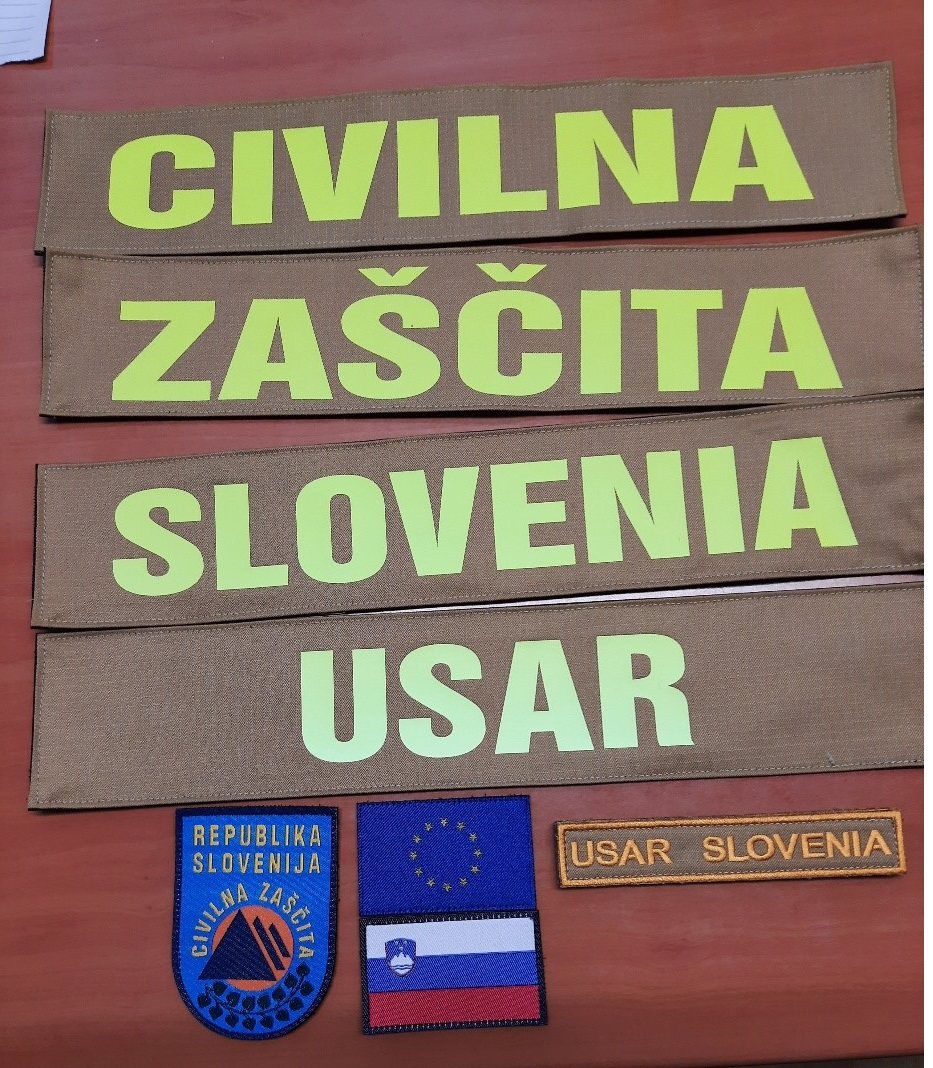 CIVILNA
ZAŠČITA
SLOVENIA
USAR
REPUBLIKA
SLOVENIJA
CIVILNA ZAŠČITA
USAR SLOVENIA